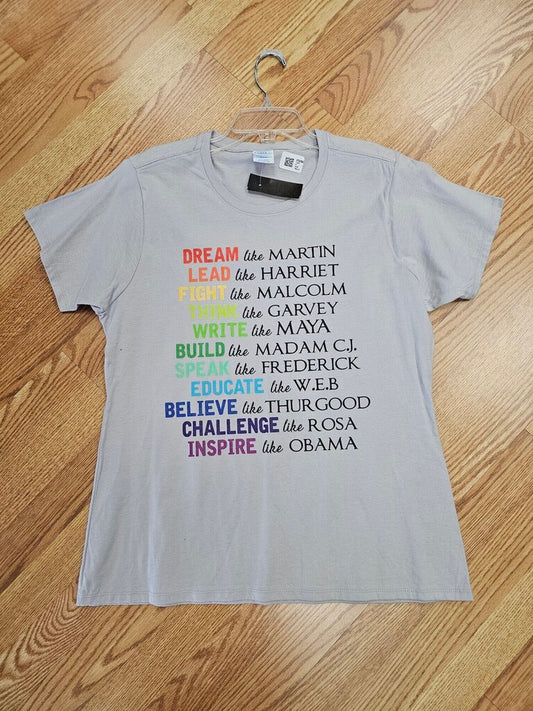 DREAM like MARTIN
LEAD like HARRIET
FIGHT like MALCOLM
THINK like GARVEY
WRITE like MAYA
BUILD like MADAM C.J.
SPEAK like FREDERICK
EDUCATE like W.E.B
BELIEVE like THURGOOD
CHALLENGE like ROSA
INSPIRE like OBAMA